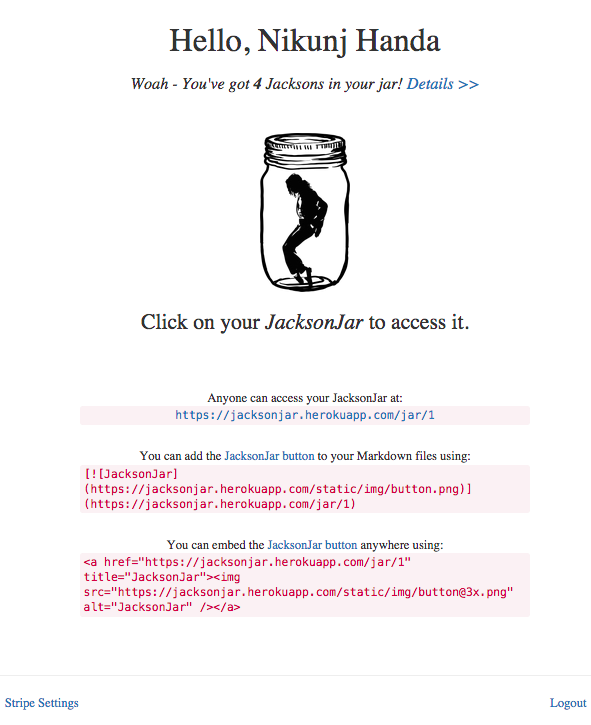 Hello, Nikunj Handa
Woah - You've got 4 Jacksons in your jar! Details >>
Click on your JacksonJar to access it.
Anyone can access your JacksonJar at:
https://jacksonjar.herokuapp.com/jar/1
You can add the JacksonJar button to your Markdown files using:
[![JacksonJar]
(https://jacksonjar.herokuapp.com/static/img/button.png)]
(https://jacksonjar.herokuapp.com/jar/1)
You can embed the JacksonJar button anywhere using:
<a href="https://jacksonjar.herokuapp.com/jar/1"
title="JacksonJar"><img
src="https://jacksonjar.herokuapp.com/static/img/button@3x.png"
alt="JacksonJar" /></a>
Stripe Settings
Logout